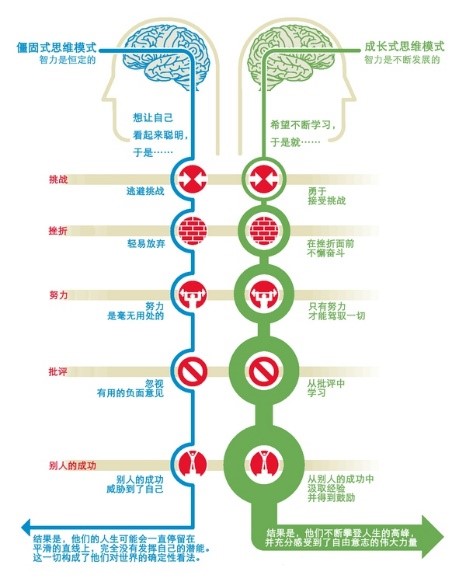 僵固式思维模式
智力是恒定的
成长式思维模式
智力是不断发展的
想让自己
看起来聪明，
于是……
希望不断学习，
于是就……
挑战
逃避挑战
勇于
接受挑战
挫折
轻易放弃
在挫折面前
不懈奋斗
努力
努力
是毫无用处的
只有努力
才能驾驭一切
批评
忽视
有用的负面意见
从批评中
学习
别人的成功
别人的成功
威胁到了自己
从别人的成功中
汲取经验
并得到鼓励
结果是，他们的人生可能会一直停留在
平滑的直线上，完全没有发挥自己的潜能。
这一切构成了他们对世界的确定性看法。
结果是，他们不断攀登人生的高峰，
并充分感受到了自由意志的伟大力量